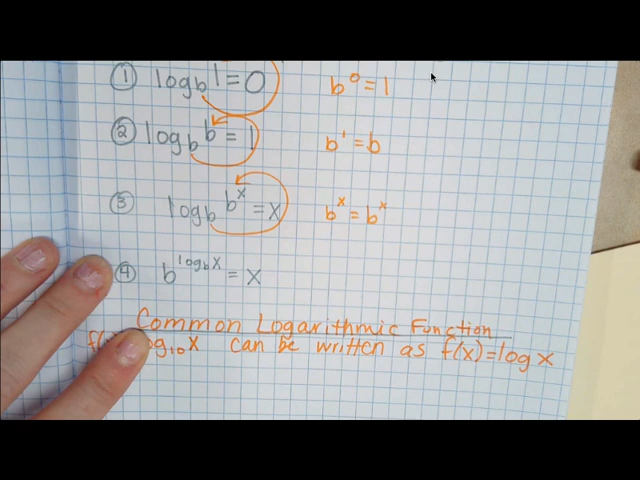 ① log_b 1 = 0 b^0 = 1
② log_b b = 1 b^1 = b
③ log_b b^x = x b^x = b^x
④ b^{log_b x} = x
Common Logarithmic Function
log₁₀x can be written as f(x)=log x